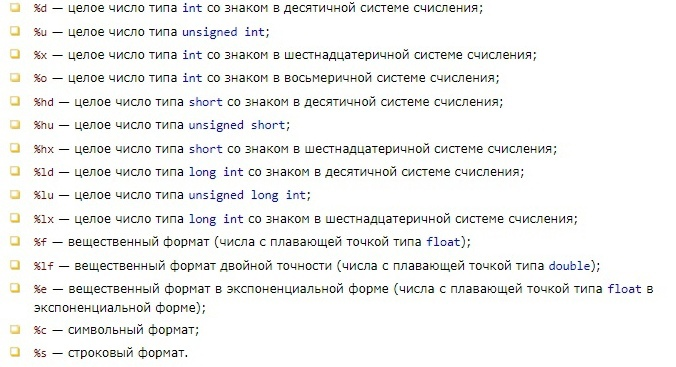 %d — целое число типа int со знаком в десятичной системе счисления;
%u — целое число типа unsigned int;
%x — целое число типа int со знаком в шестнадцатеричной системе счисления;
%o — целое число типа int со знаком в восьмеричной системе счисления;
%hd — целое число типа short со знаком в десятичной системе счисления;
%hu — целое число типа unsigned short;
%hx — целое число типа short со знаком в шестнадцатеричной системе счисления;
%ld — целое число типа long int со знаком в десятичной системе счисления;
%lu — целое число типа unsigned long int;
%lx — целое число типа long int со знаком в шестнадцатеричной системе счисления;
%f — вещественный формат (числа с плавающей точкой типа float);
%lf — вещественный формат двойной точности (числа с плавающей точкой типа double);
%e — вещественный формат в экспоненциальной форме (числа с плавающей точкой типа float в
экспоненциальной форме);
%c — символьный формат;
%s — строковый формат.